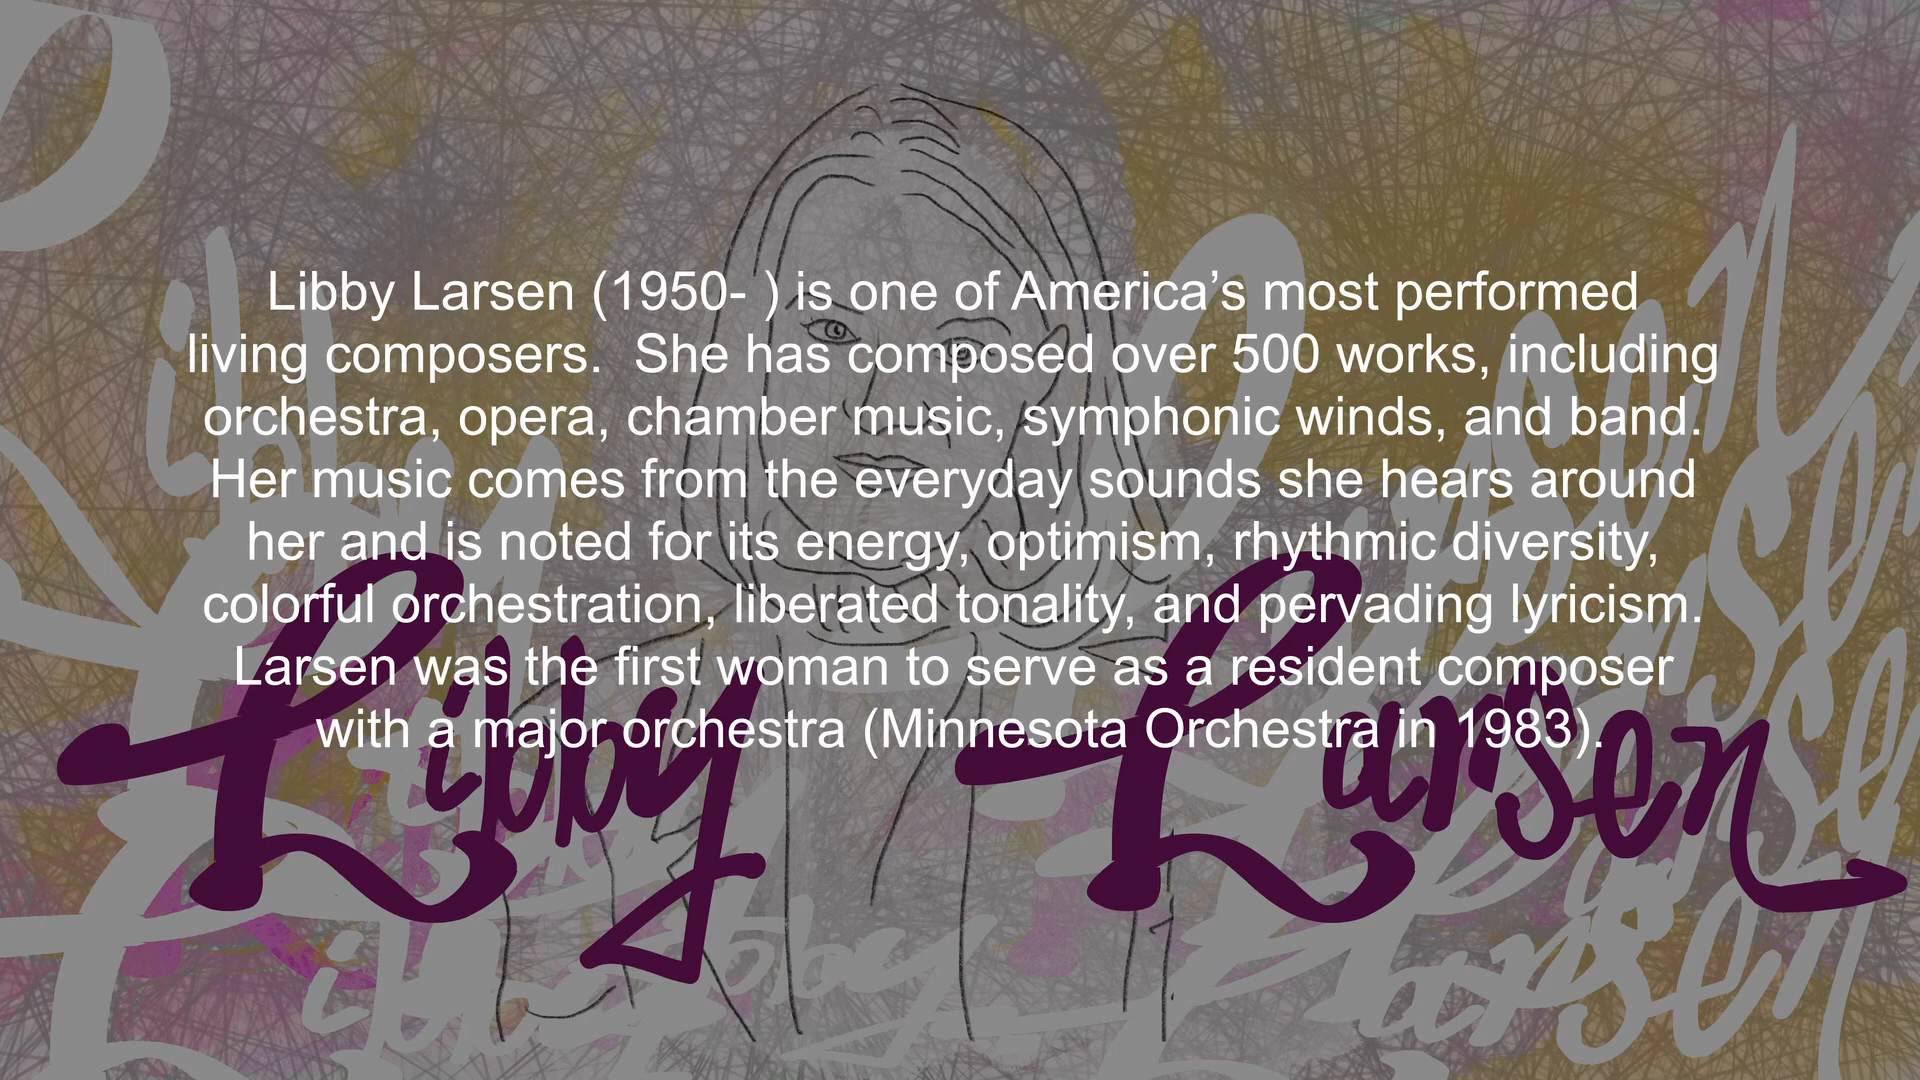 Libby Larsen (1950- ) is one of America’s most performed
living composers.  She has composed over 500 works, including
orchestra, opera, chamber music, symphonic winds, and band.
Her music comes from the everyday sounds she hears around
her and is noted for its energy, optimism, rhythmic diversity,
colorful orchestration, liberated tonality, and pervading lyricism.
Larsen was the first woman to serve as a resident composer
with a major orchestra (Minnesota Orchestra in 1983).
Libby Larsen
Libby Larsen